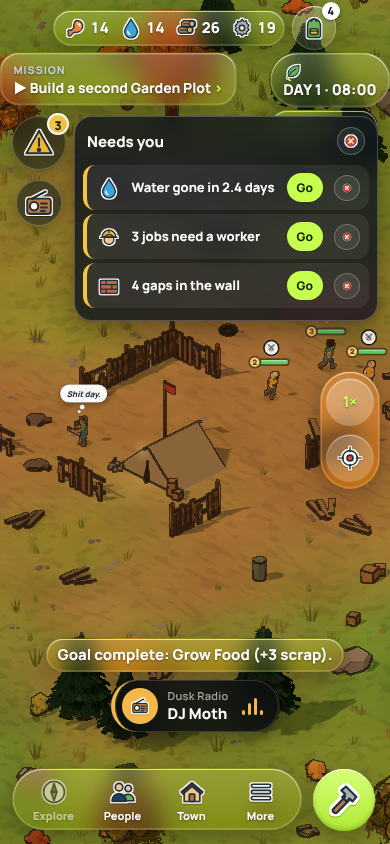 14
14
26
19
4
MISSION
▶ Build a second Garden Plot ›
DAY 1 · 08:00
3
Needs you
Water gone in 2.4 days
Go
3 jobs need a worker
Go
4 gaps in the wall
Go
3
2
2
Shit day.
1×
Goal complete: Grow Food (+3 scrap).
Dusk Radio
DJ Moth
Explore
People
Town
More